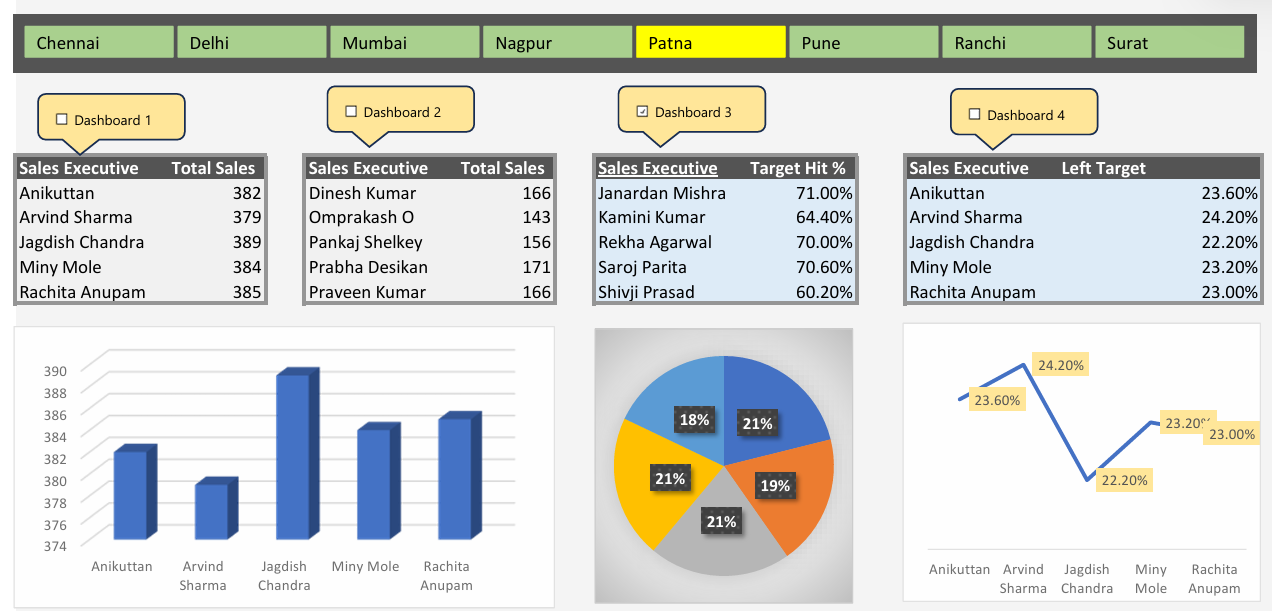 Chennai Delhi Mumbai Nagpur Patna Pune Ranchi Surat
Dashboard 1 Dashboard 2 Dashboard 3 Dashboard 4
Sales Executive Total Sales
Anikuttan 382
Arvind Sharma 379
Jagdish Chandra 389
Miny Mole 384
Rachita Anupam 385
Sales Executive Total Sales
Dinesh Kumar 166
Omprakash O 143
Pankaj Shelkey 156
Prabha Desikan 171
Praveen Kumar 166
Sales Executive Target Hit %
Janardan Mishra 71.00%
Kamini Kumar 64.40%
Rekha Agarwal 70.00%
Saroj Parita 70.60%
Shivji Prasad 60.20%
Sales Executive Left Target
Anikuttan 23.60%
Arvind Sharma 24.20%
Jagdish Chandra 22.20%
Miny Mole 23.20%
Rachita Anupam 23.00%
390
388
386
384
382
380
378
376
374
Anikuttan Arvind Jagdish Miny Mole Rachita
Sharma Chandra Anupam
18% 21%
21% 19%
21%
24.20%
23.60%
23.20%
23.00%
22.20%
Anikuttan Arvind Jagdish Miny Rachita
Sharma Chandra Mole Anupam